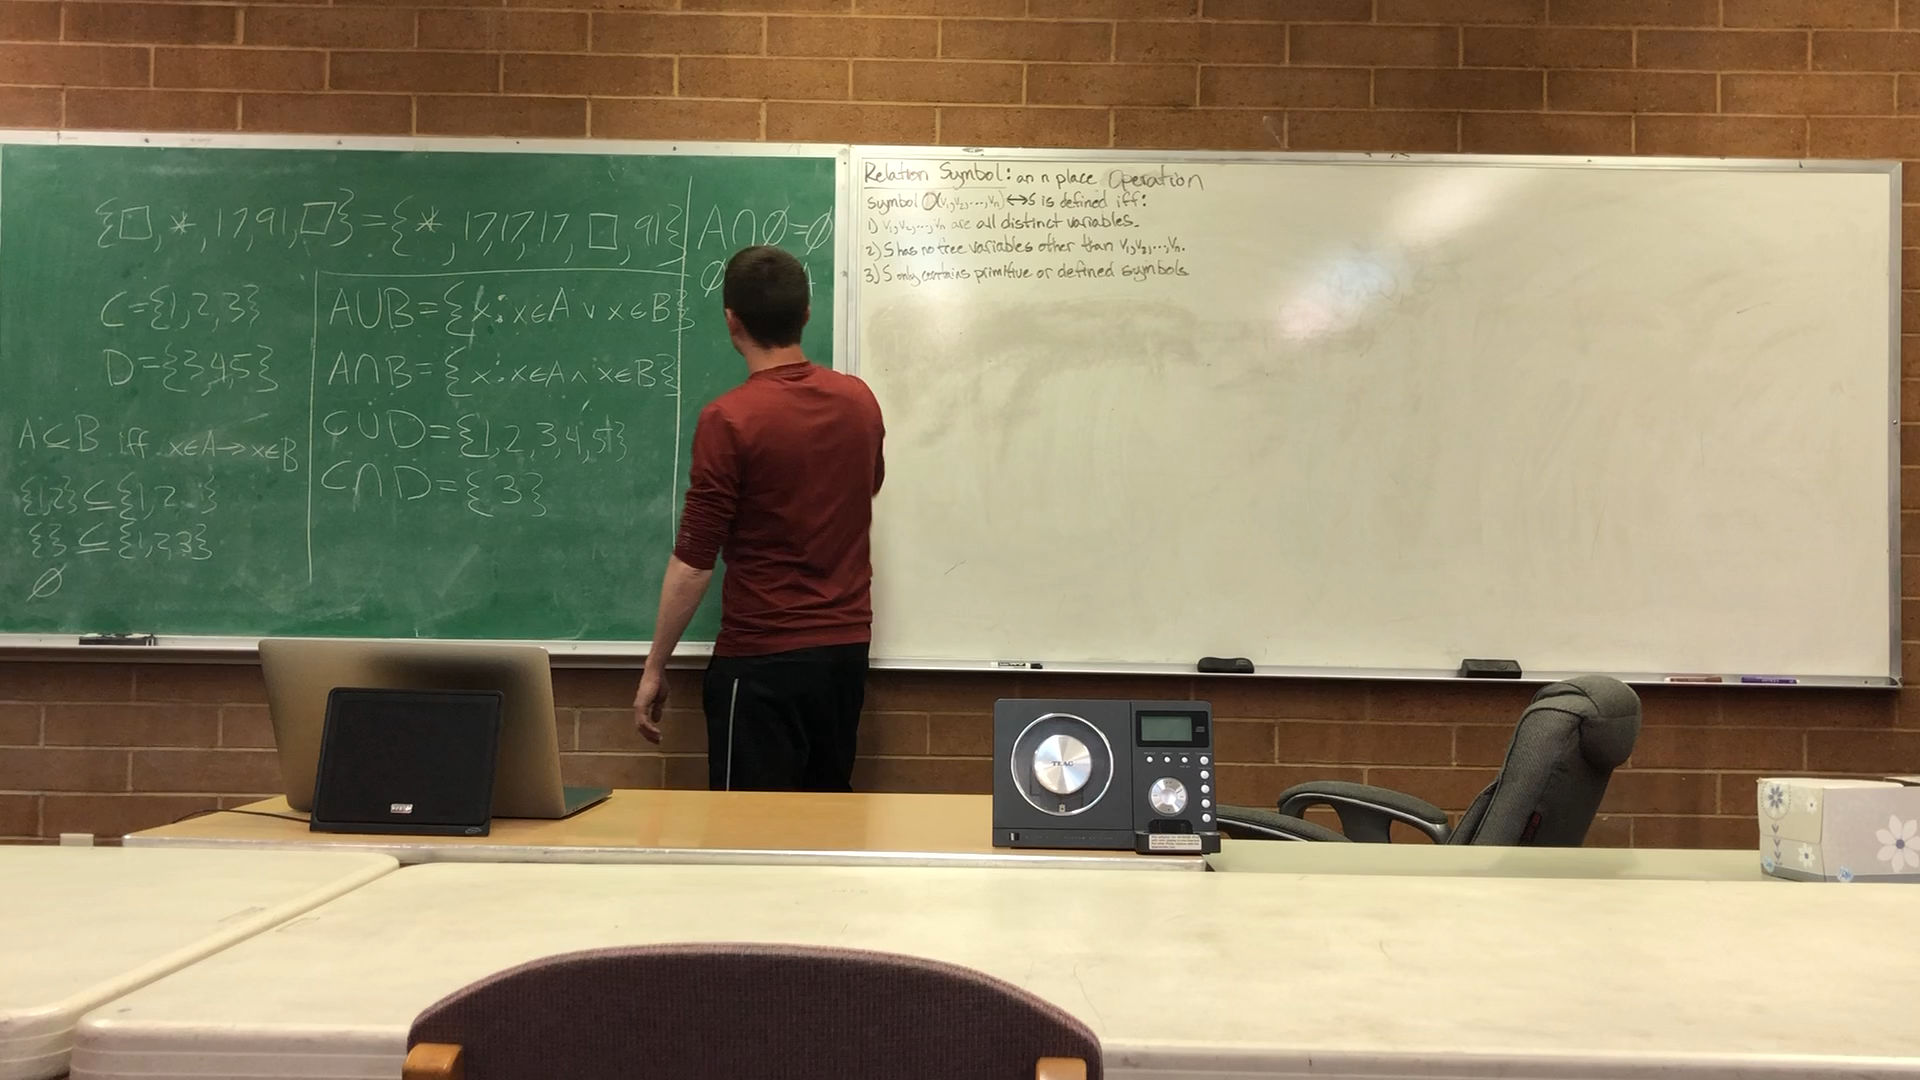 {□, *, 17, 91, □} = {*, 17, 17, 17, □, 91}
C={1,2,3}
D={3,4,5}
A⊆B iff x∈A→x∈B
{1,2}⊆{1,2
{}⊆{1,2,3}
∅
A∪B={x: x∈A ∨ x∈B}
A∩B={x: x∈A ∧ x∈B}
C∪D={1,2,3,4,5}
C∩D={3}
A∩∅=∅
∅
Relation Symbol: an n place Operation
symbol O(v₁,v₂,...,vₙ)↔S is defined iff:
1) v₁,v₂,...,vₙ are all distinct variables.
2) S has no free variables other than v₁,v₂,...,vₙ.
3) S only contains primitive or defined symbols
TEAC